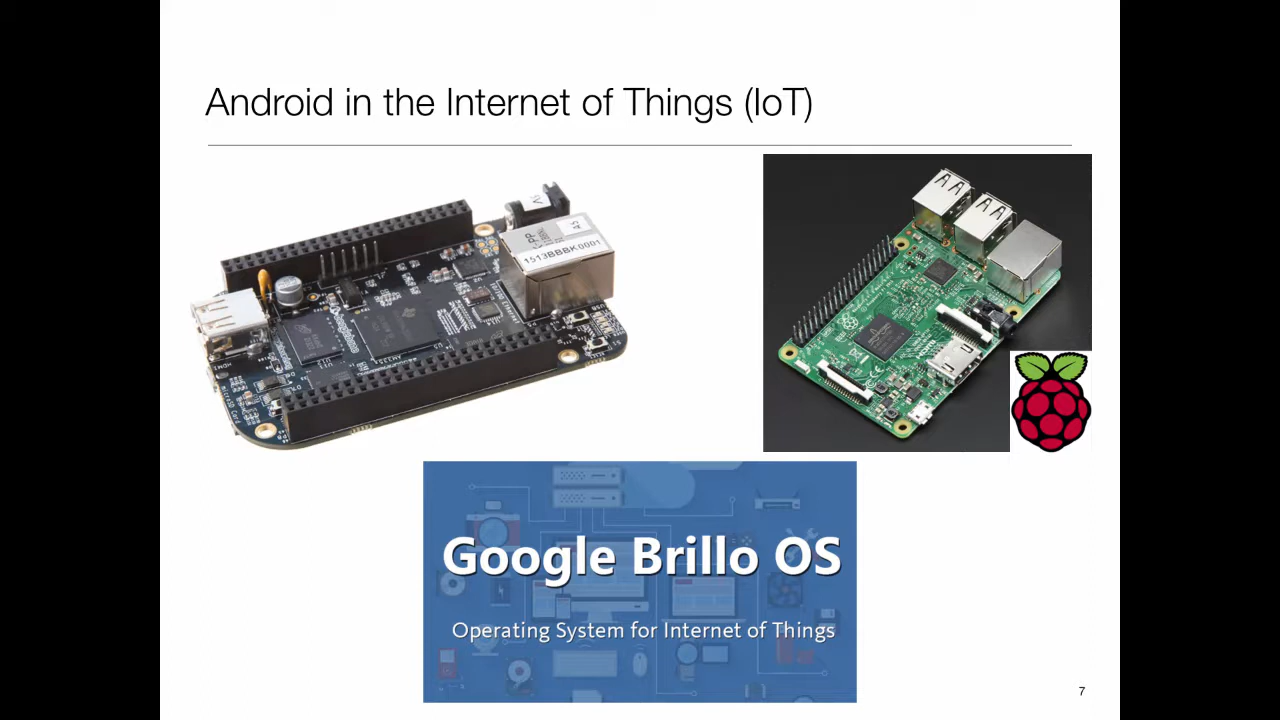 Android in the Internet of Things (IoT)
1513BBBK0001
Google Brillo OS
Operating System for Internet of Things
7